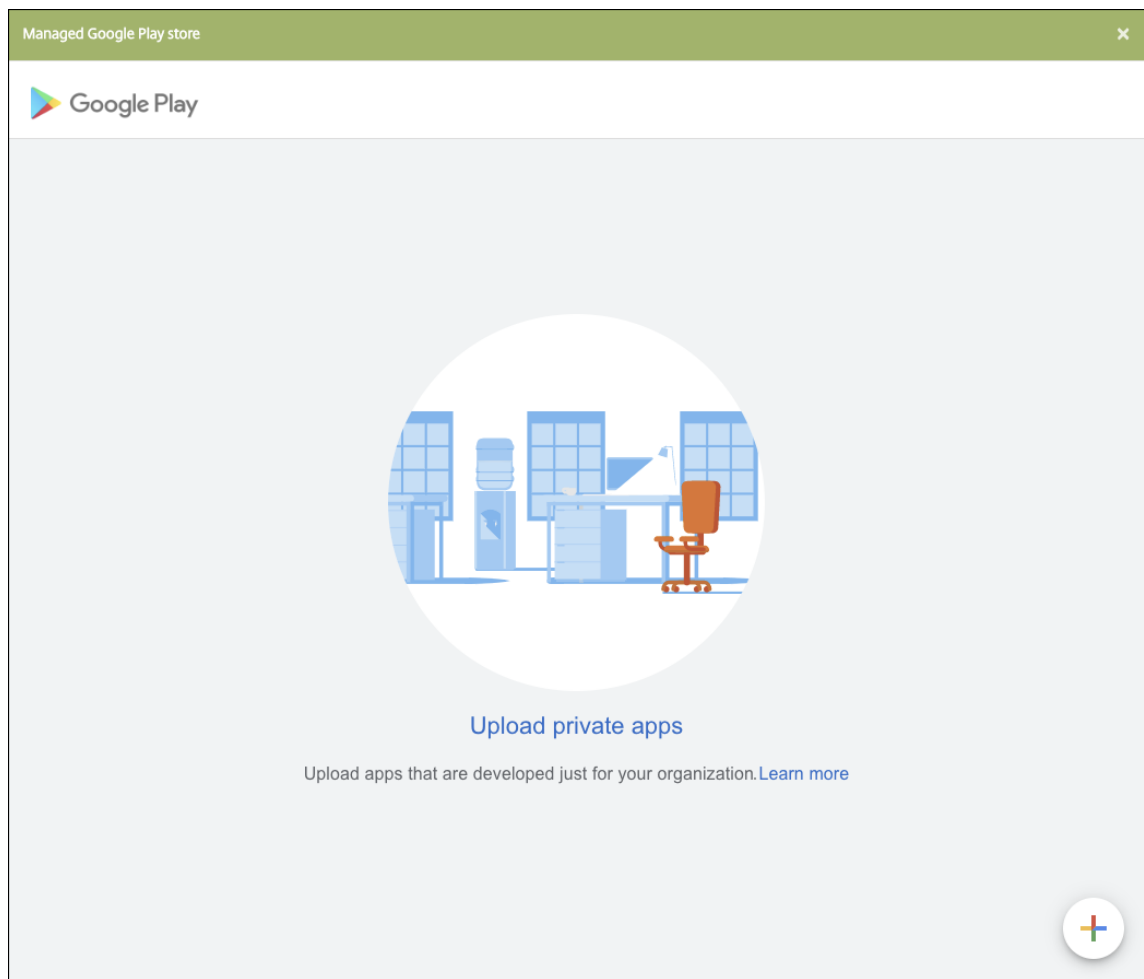 Managed Google Play store
Google Play
Upload private apps
Upload apps that are developed just for your organization. Learn more